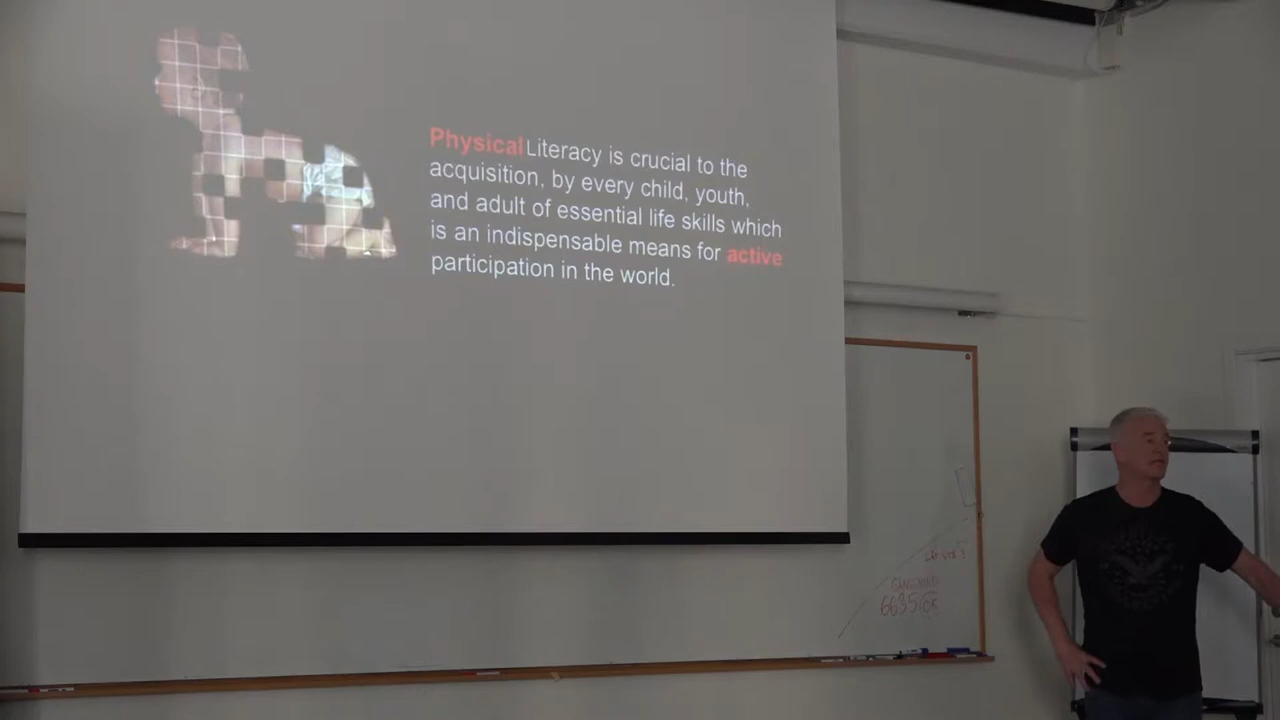 Physical Literacy is crucial to the
acquisition, by every child, youth,
and adult of essential life skills which
is an indispensable means for active
participation in the world.